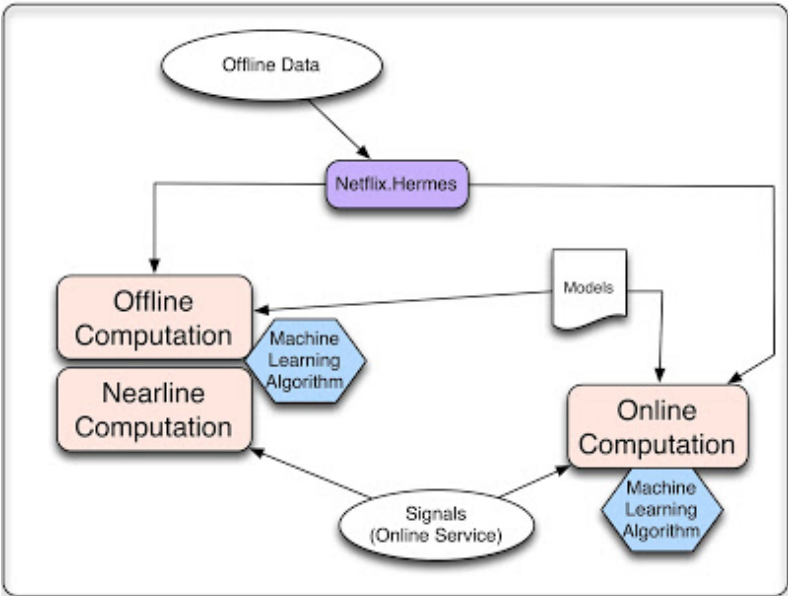 Offline Data
Netflix.Hermes
Models
Offline
Computation
Machine
Learning
Algorithm
Nearline
Computation
Online
Computation
Machine
Learning
Algorithm
Signals
(Online Service)